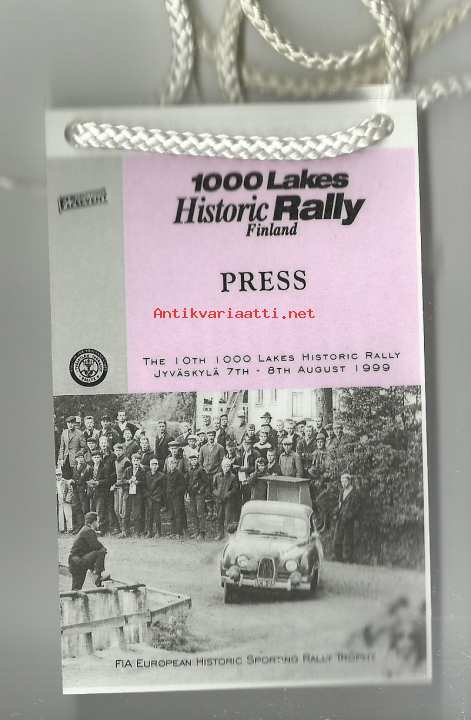 1000 Lakes
Historic Rally
Finland
PRESS
Antikvariaatti.net
THE 10TH 1000 LAKES HISTORIC RALLY
JYVÄSKYLÄ 7TH - 8TH AUGUST 1999
FIA EUROPEAN HISTORIC SPORTING RALLY TROPHY